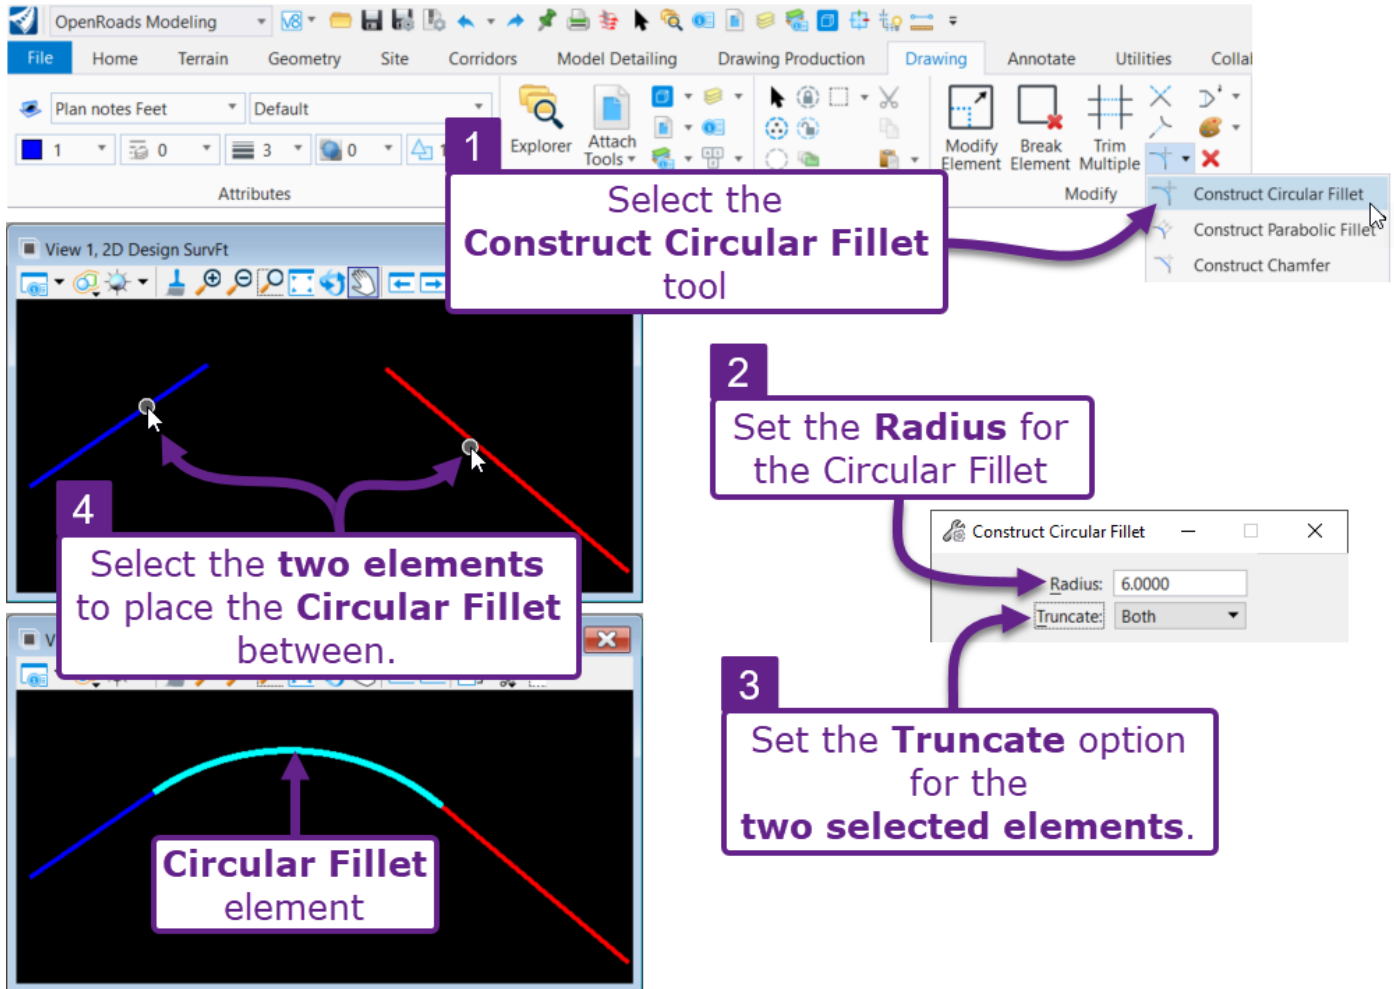 OpenRoads Modeling
File Home Terrain Geometry Site Corridors Model Detailing Drawing Production Drawing Annotate Utilities
Plan notes Feet Default
1 0 3 0
Attributes
Explorer
Attach
Tools
Modify
Element
Break
Element
Trim
Multiple
Modify
Construct Circular Fillet
Construct Parabolic Fillet
Construct Chamfer
1
Select the
Construct Circular Fillet
tool
View 1, 2D Design SurvFt
2
Set the Radius for
the Circular Fillet
Construct Circular Fillet
Radius: 6.0000
Truncate: Both
3
Set the Truncate option
for the
two selected elements.
4
Select the two elements
to place the Circular Fillet
between.
Circular Fillet
element